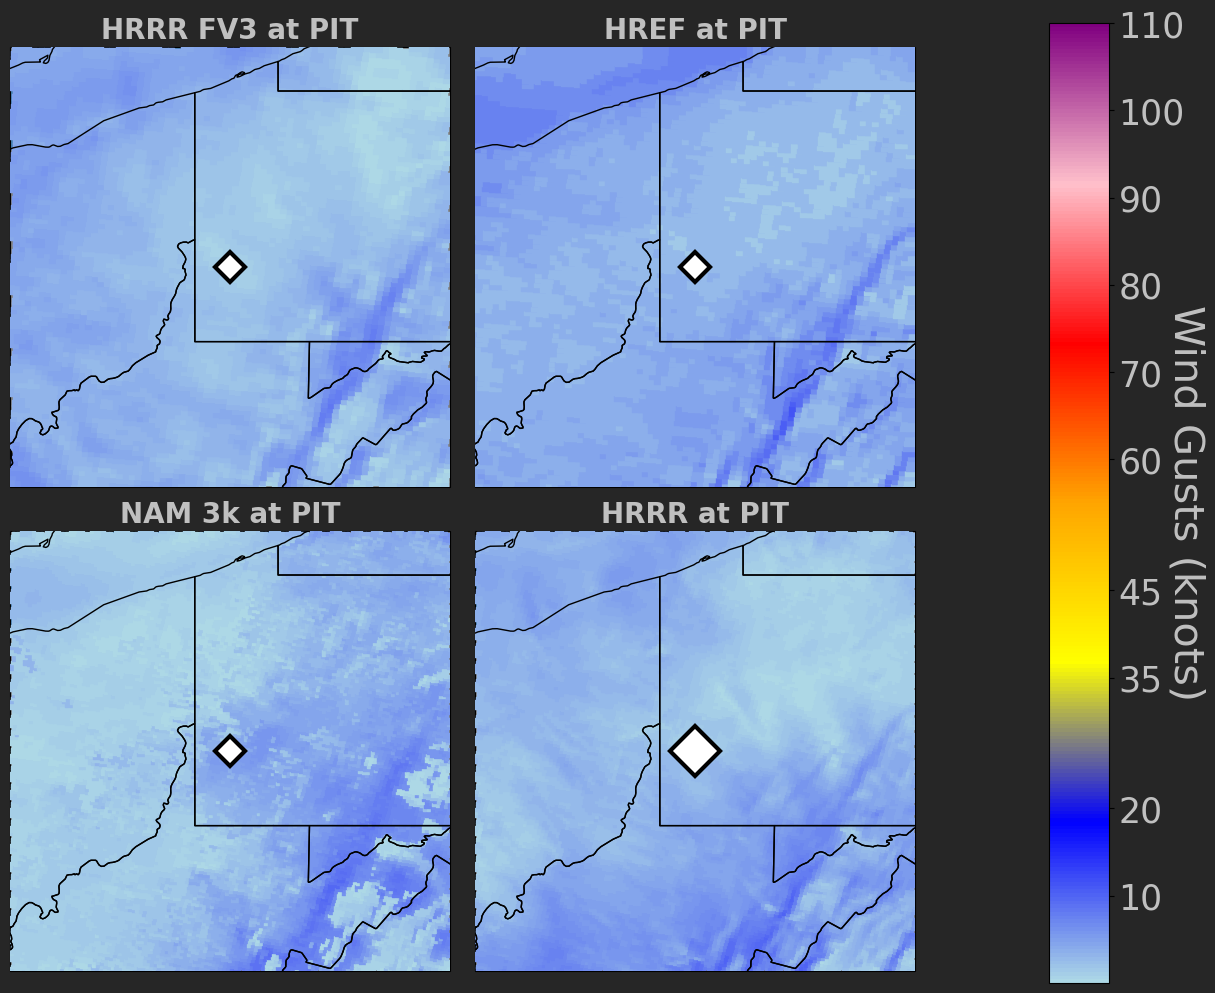 HRRR FV3 at PIT
HREF at PIT
NAM 3k at PIT
HRRR at PIT
110
100
90
80
70
60
45
35
20
10
Wind Gusts (knots)